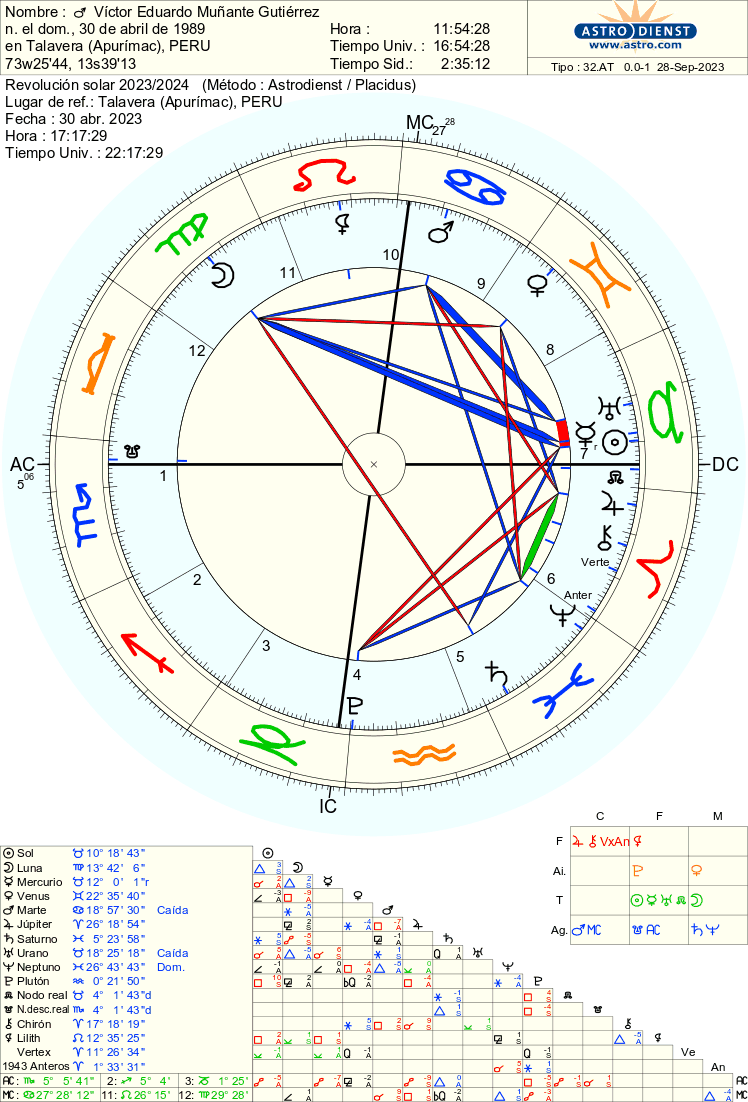 Nombre : ♂ Víctor Eduardo Muñante Gutiérrez
n. el dom., 30 de abril de 1989
en Talavera (Apurímac), PERU
73w25'44, 13s39'13
Hora : 11:54:28
Tiempo Univ. : 16:54:28
Tiempo Sid.: 2:35:12
ASTRO DIENST
www.astro.com
Tipo : 32.AT 0.0-1 28-Sep-2023
Revolución solar 2023/2024 (Método : Astrodienst / Placidus)
Lugar de ref.: Talavera (Apurímac), PERU
Fecha : 30 abr. 2023
Hora : 17:17:29
Tiempo Univ. : 22:17:29
MC 27 28
10
11
9
12
8
AC 5 06
1
7 r
DC
2
6
3
4
5
Verte
Anter
IC
C F M
F ♃ ⚷ VxAn ⚸
Ai. ♇ ♀
T ☉ ☿ ♅ ☊ ☽
Ag. ♂ MC ☋ AC ♄ ♆
☉ Sol ♉ 10° 18' 43"
☽ Luna ♍ 13° 42' 6"
☿ Mercurio ♉ 12° 0' 1"r
♀ Venus ♊ 22° 35' 40"
♂ Marte ♋ 18° 57' 30" Caída
♃ Júpiter ♈ 26° 18' 54"
♄ Saturno ♓ 5° 23' 58"
♅ Urano ♉ 18° 25' 18" Caída
♆ Neptuno ♓ 26° 43' 43" Dom.
♇ Plutón ♒ 0° 21' 50"
☊ Nodo real ♉ 4° 1' 43"d
☋ N.desc.real ♏ 4° 1' 43"d
⚷ Chirón ♈ 17° 18' 19"
⚸ Lilith ♌ 12° 35' 25"
Vertex ♈ 11° 26' 34"
1943 Anteros ♈ 1° 33' 31"
AC: ♏ 5° 5' 41" 2: ♐ 5° 4' 3: ♑ 1° 25'
MC: ♋ 27° 28' 12" 11: ♌ 26° 15' 12: ♍ 29° 28'
Ve
An
AC
MC